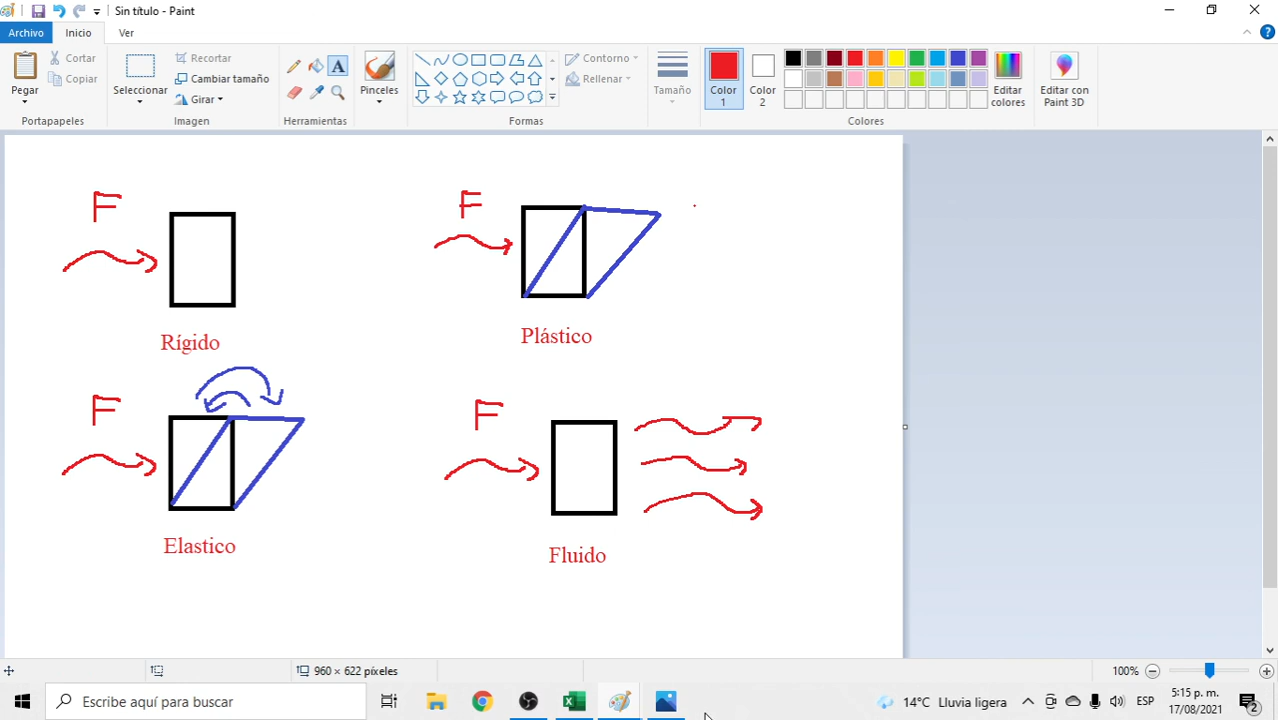 Sin título - Paint
Archivo Inicio Ver
Pegar
Cortar
Copiar
Portapapeles
Seleccionar
Recortar
Cambiar tamaño
Girar
Imagen
A
Herramientas
Pinceles
Contorno
Rellenar
Formas
Tamaño
Color 1
Color 2
Colores
Editar colores
Editar con Paint 3D
F
Rígido
F
Plástico
F
Elastico
F
Fluido
960 × 622 píxeles
100%
Escribe aquí para buscar
14°C Lluvia ligera
ESP
5:15 p. m.
17/08/2021
2